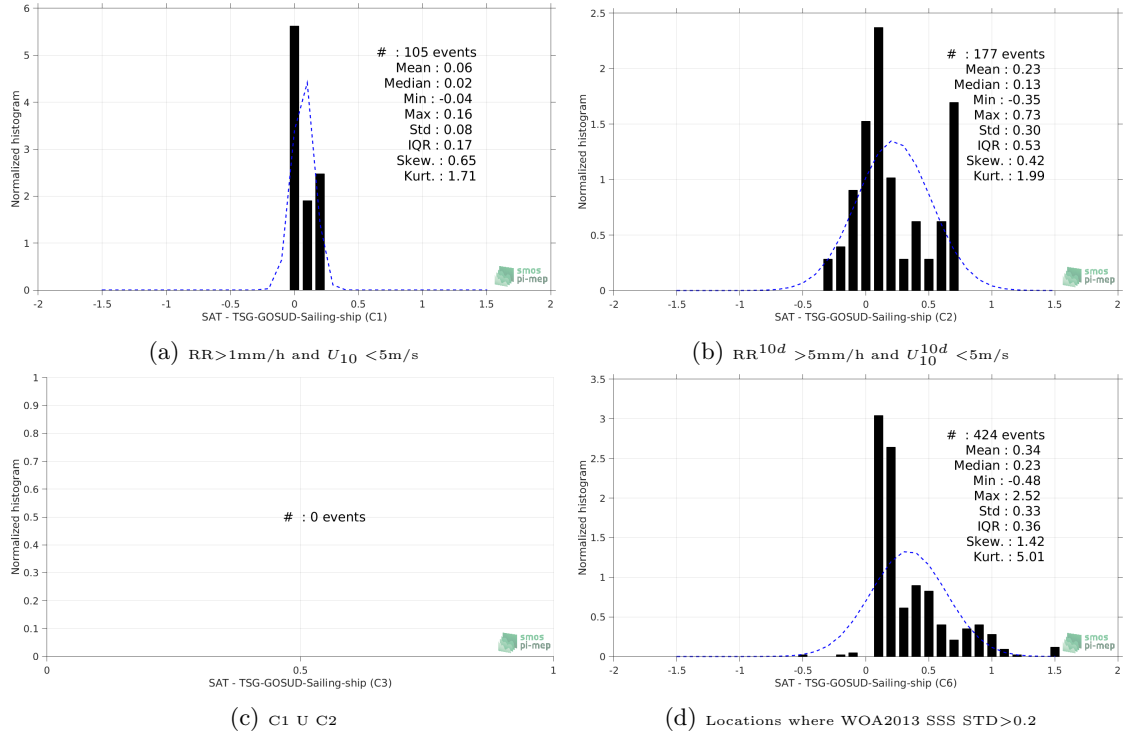 6
5
4
3
2
1
0
-2
-1.5
-1
-0.5
0
0.5
1
1.5
2
Normalized histogram
# : 105 events
Mean : 0.06
Median : 0.02
Min : -0.04
Max : 0.16
Std : 0.08
IQR : 0.17
Skew. : 0.65
Kurt. : 1.71
smos
pi-mep
SAT - TSG-GOSUD-Sailing-ship (C1)
(a) RR>1mm/h and U10 <5m/s
2.5
2
1.5
1
0.5
0
-2
-1.5
-1
-0.5
0
0.5
1
1.5
2
Normalized histogram
# : 177 events
Mean : 0.23
Median : 0.13
Min : -0.35
Max : 0.73
Std : 0.30
IQR : 0.53
Skew. : 0.42
Kurt. : 1.99
smos
pi-mep
SAT - TSG-GOSUD-Sailing-ship (C2)
(b) RR^10d >5mm/h and U10^10d <5m/s
1
0.9
0.8
0.7
0.6
0.5
0.4
0.3
0.2
0.1
0
0
0.5
1
Normalized histogram
# : 0 events
smos
pi-mep
SAT - TSG-GOSUD-Sailing-ship (C3)
(c) C1 U C2
3.5
3
2.5
2
1.5
1
0.5
0
-2
-1.5
-1
-0.5
0
0.5
1
1.5
2
Normalized histogram
# : 424 events
Mean : 0.34
Median : 0.23
Min : -0.48
Max : 2.52
Std : 0.33
IQR : 0.36
Skew. : 1.42
Kurt. : 5.01
smos
pi-mep
SAT - TSG-GOSUD-Sailing-ship (C6)
(d) Locations where WOA2013 SSS STD>0.2